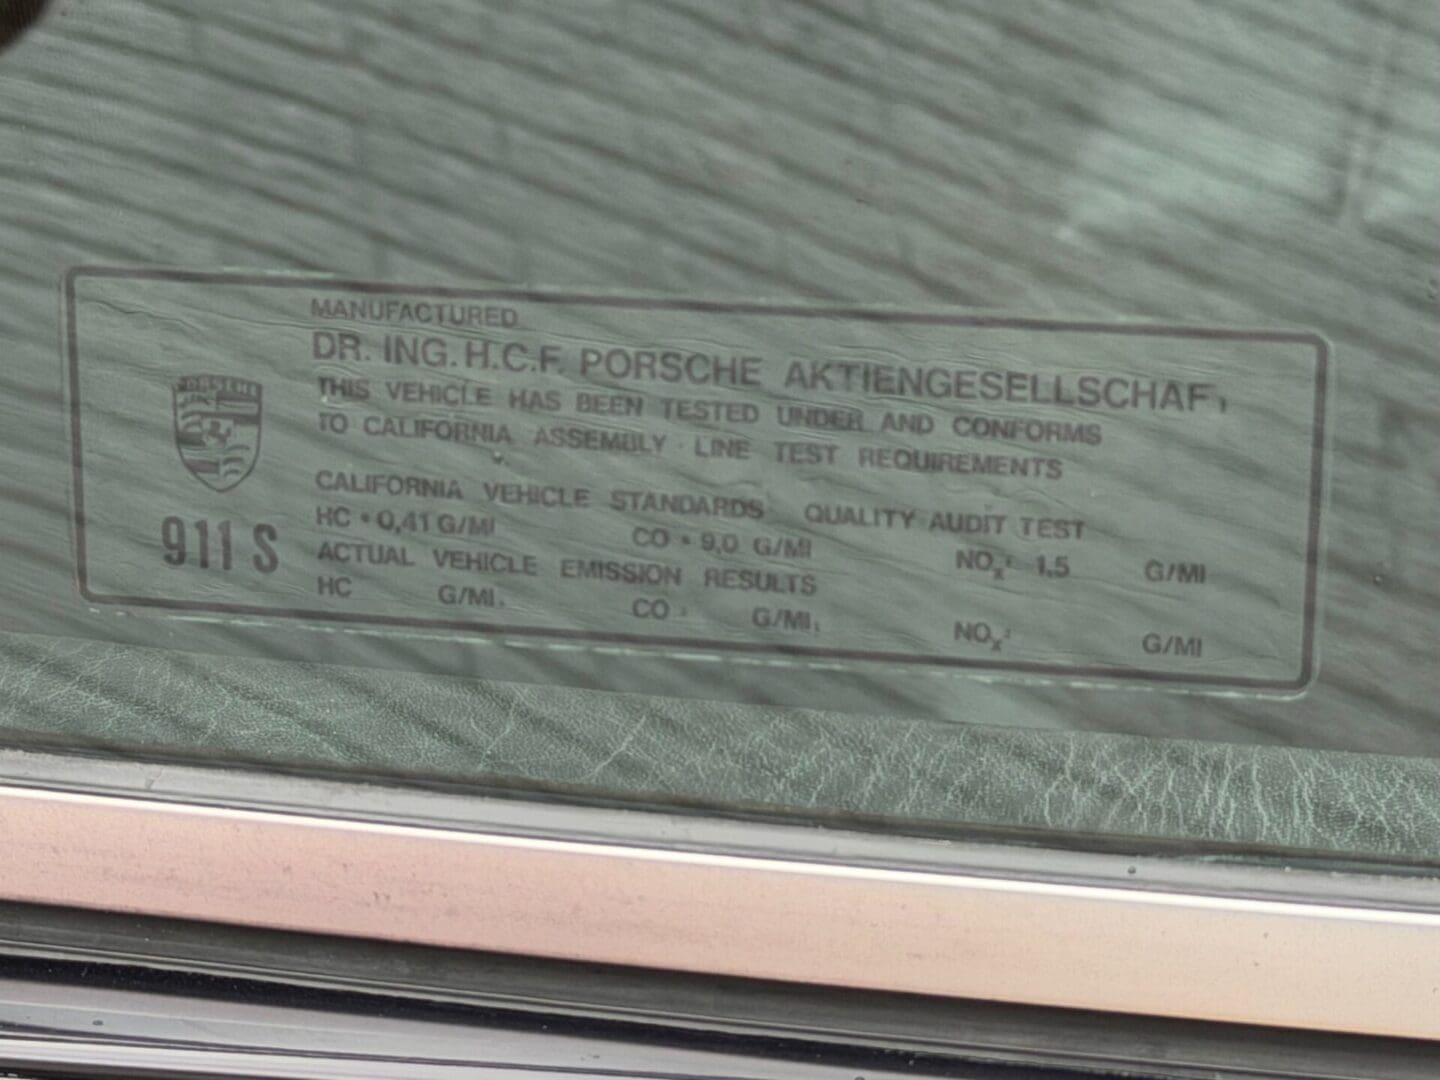 MANUFACTURED
DR. ING. H.C.F. PORSCHE AKTIENGESELLSCHAFT
THIS VEHICLE HAS BEEN TESTED UNDER AND CONFORMS
TO CALIFORNIA ASSEMBLY - LINE TEST REQUIREMENTS
CALIFORNIA VEHICLE STANDARDS QUALITY AUDIT TEST
HC • 0,41 G/MI CO • 9,0 G/MI NOx: 1,5 G/MI
ACTUAL VEHICLE EMISSION RESULTS
HC G/MI. CO : G/MI. NOx: G/MI
PORSCHE
911 S